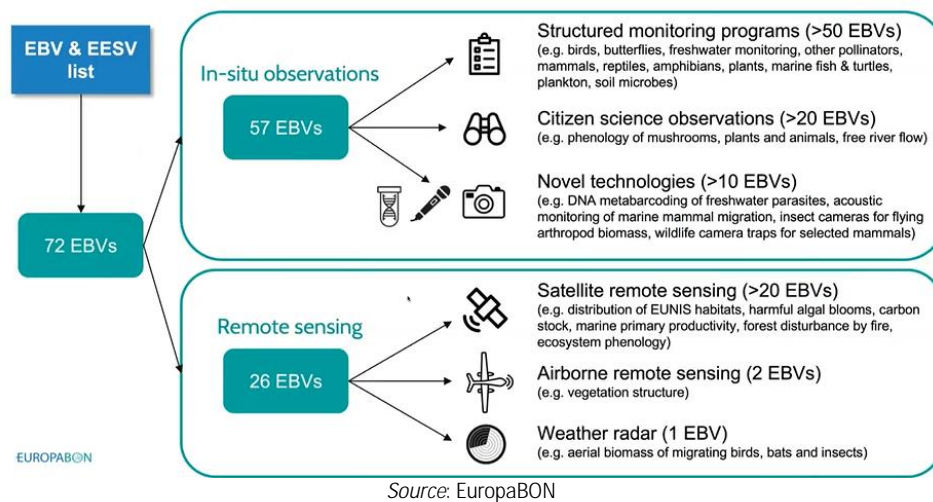 EBV & EESV
list
72 EBVs
In-situ observations
57 EBVs
Structured monitoring programs (>50 EBVs)
(e.g. birds, butterflies, freshwater monitoring, other pollinators,
mammals, reptiles, amphibians, plants, marine fish & turtles,
plankton, soil microbes)
Citizen science observations (>20 EBVs)
(e.g. phenology of mushrooms, plants and animals, free river flow)
Novel technologies (>10 EBVs)
(e.g. DNA metabarcoding of freshwater parasites, acoustic
monitoring of marine mammal migration, insect cameras for flying
arthropod biomass, wildlife camera traps for selected mammals)
Remote sensing
26 EBVs
Satellite remote sensing (>20 EBVs)
(e.g. distribution of EUNIS habitats, harmful algal blooms, carbon
stock, marine primary productivity, forest disturbance by fire,
ecosystem phenology)
Airborne remote sensing (2 EBVs)
(e.g. vegetation structure)
Weather radar (1 EBV)
(e.g. aerial biomass of migrating birds, bats and insects)
EUROPABON
Source: EuropaBON